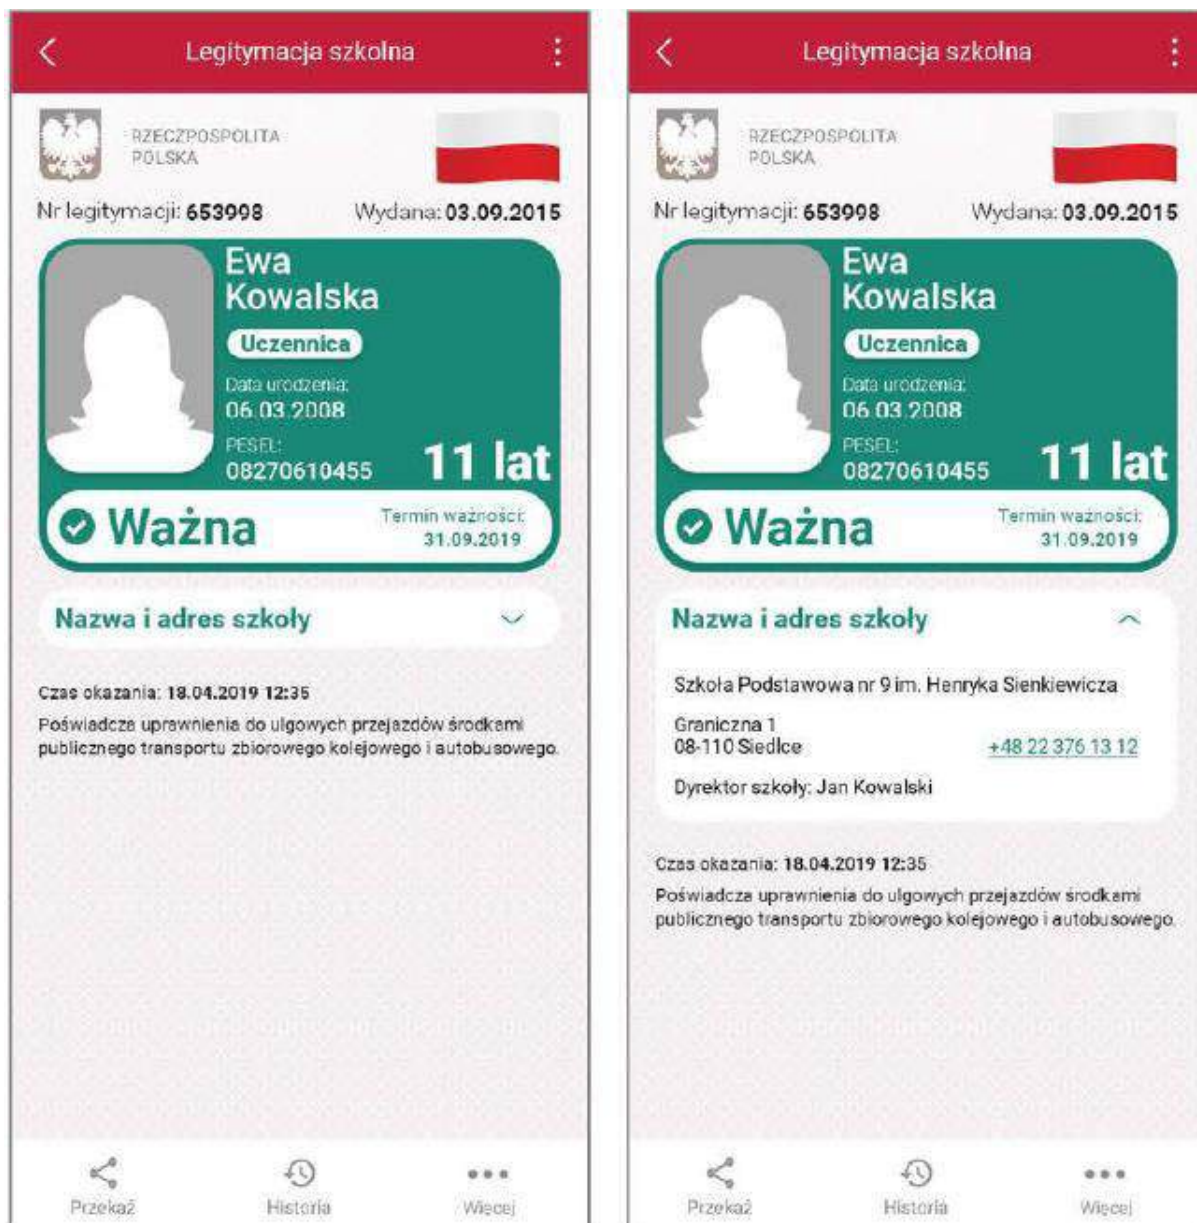 Legitymacja szkolna
RZECZPOSPOLITA
POLSKA
Nr legitymacji: 653998 Wydana: 03.09.2015
Ewa
Kowalska
Uczennica
Data urodzenia:
06.03.2008
PESEL:
08270610455 11 lat
Ważna
Termin ważności:
31.09.2019
Nazwa i adres szkoły
Czas okazania: 18.04.2019 12:35
Poświadcza uprawnienia do ulgowych przejazdów środkami
publicznego transportu zbiorowego kolejowego i autobusowego.
Przekaż Historia Więcej
Legitymacja szkolna
RZECZPOSPOLITA
POLSKA
Nr legitymacji: 653998 Wydana: 03.09.2015
Ewa
Kowalska
Uczennica
Data urodzenia:
06.03.2008
PESEL:
08270610455 11 lat
Ważna
Termin ważności:
31.09.2019
Nazwa i adres szkoły
Szkoła Podstawowa nr 9 im. Henryka Sienkiewicza
Graniczna 1
08-110 Siedlce +48 22 376 13 12
Dyrektor szkoły: Jan Kowalski
Czas okazania: 18.04.2019 12:35
Poświadcza uprawnienia do ulgowych przejazdów środkami
publicznego transportu zbiorowego kolejowego i autobusowego.
Przekaż Historia Więcej